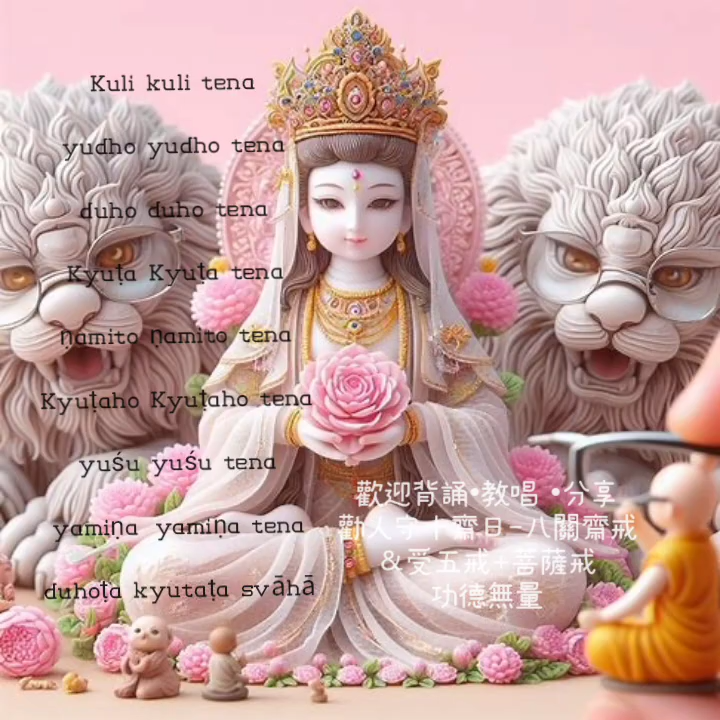 Kuli kuli tena
yudho yudho tena
duho duho tena
Kyuṭa Kyuṭa tena
Ṇamito Ṇamito tena
Kyuṭaho Kyuṭaho tena
yuśu yuśu tena
yamiṇa yamiṇa tena
duhoṭa kyutaṭa svāhā
歡迎背誦•教唱 •分享
勸人守十齋日-八關齋戒
&受五戒+菩薩戒
功德無量